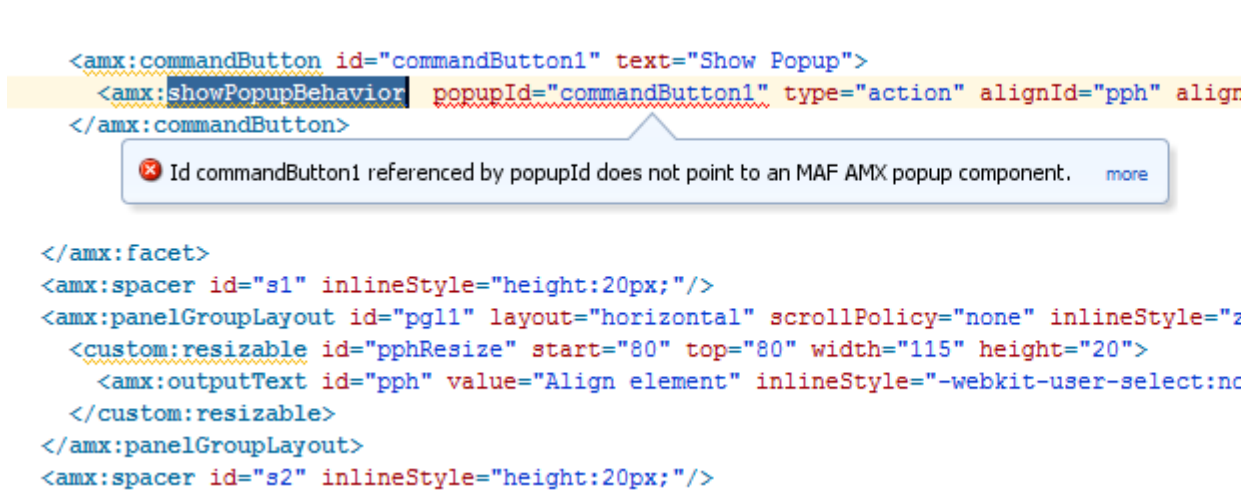 <amx:commandButton id="commandButton1" text="Show Popup">
<amx:showPopupBehavior popupId="commandButton1" type="action" alignId="pph" align
</amx:commandButton>
Id commandButton1 referenced by popupId does not point to an MAF AMX popup component. more
</amx:facet>
<amx:spacer id="s1" inlineStyle="height:20px;"/>
<amx:panelGroupLayout id="pgl1" layout="horizontal" scrollPolicy="none" inlineStyle="z
<custom:resizable id="pphResize" start="80" top="80" width="115" height="20">
<amx:outputText id="pph" value="Align element" inlineStyle="-webkit-user-select:no
</custom:resizable>
</amx:panelGroupLayout>
<amx:spacer id="s2" inlineStyle="height:20px;"/>